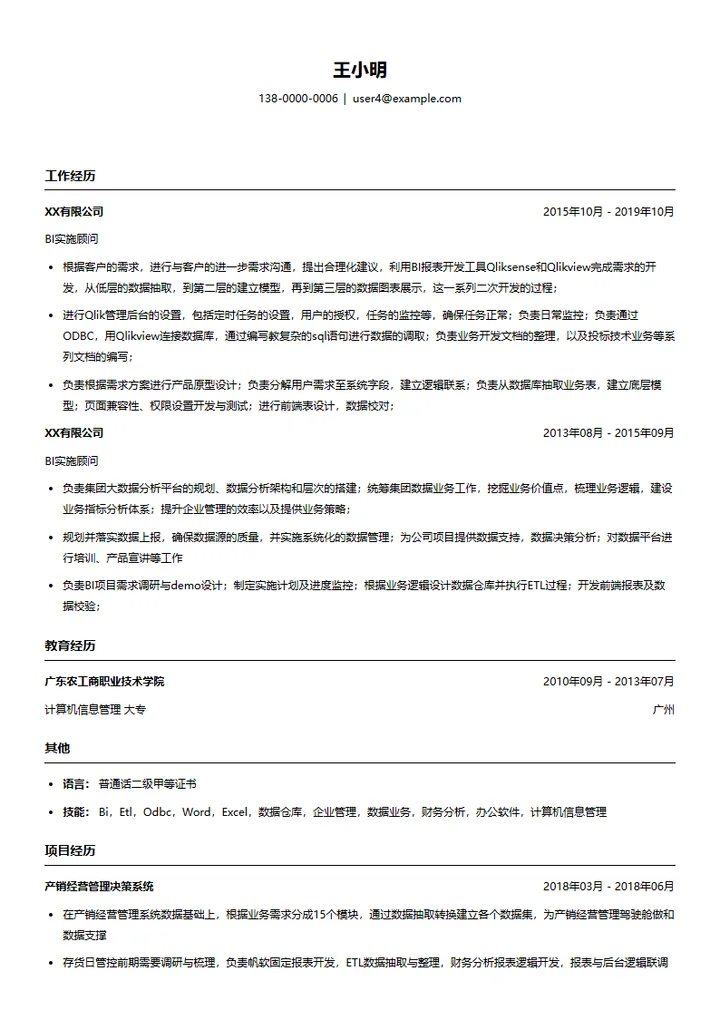 王小明
138-0000-0006 | user4@example.com
工作经历
XX有限公司 2015年10月 - 2019年10月
BI实施顾问
• 根据客户的需求，进行与客户的进一步需求沟通，提出合理化建议，利用BI报表开发工具Qliksense和Qlikview完成需求的开
发，从低层的数据抽取，到第二层的建立模型，再到第三层的数据图表展示，这一系列二次开发的过程；
• 进行Qlik管理后台的设置，包括定时任务的设置，用户的授权，任务的监控等，确保任务正常；负责日常监控；负责通过
ODBC，用Qlikview连接数据库，通过编写教复杂的sql语句进行数据的调取；负责业务开发文档的整理，以及投标技术业务等系
列文档的编写；
• 负责根据需求方案进行产品原型设计；负责分解用户需求至系统字段，建立逻辑联系；负责从数据库抽取业务表，建立底层模
型；页面兼容性、权限设置开发与测试；进行前端表设计，数据校对；
XX有限公司 2013年08月 - 2015年09月
BI实施顾问
• 负责集团大数据分析平台的规划、数据分析架构和层次的搭建；统筹集团数据业务工作，挖掘业务价值点，梳理业务逻辑，建设
业务指标分析体系；提升企业管理的效率以及提供业务策略；
• 规划并落实数据上报，确保数据源的质量，并实施系统化的数据管理；为公司项目提供数据支持，数据决策分析；对数据平台进
行培训、产品宣讲等工作
• 负责BI项目需求调研与demo设计；制定实施计划及进度监控；根据业务逻辑设计数据仓库并执行ETL过程；开发前端报表及数
据校验；
教育经历
广东农工商职业技术学院 2010年09月 - 2013年07月
计算机信息管理 大专 广州
其他
• 语言： 普通话二级甲等证书
• 技能： Bi，Etl，Odbc，Word，Excel，数据仓库，企业管理，数据业务，财务分析，办公软件，计算机信息管理
项目经历
产销经营管理决策系统 2018年03月 - 2018年06月
• 在产销经营管理系统数据基础上，根据业务需求分成15个模块，通过数据抽取转换建立各个数据集，为产销经营管理驾驶舱做和
数据支撑
• 存货日管控前期需要调研与梳理，负责帆软固定报表开发，ETL数据抽取与整理，财务分析报表逻辑开发，报表与后台逻辑联调